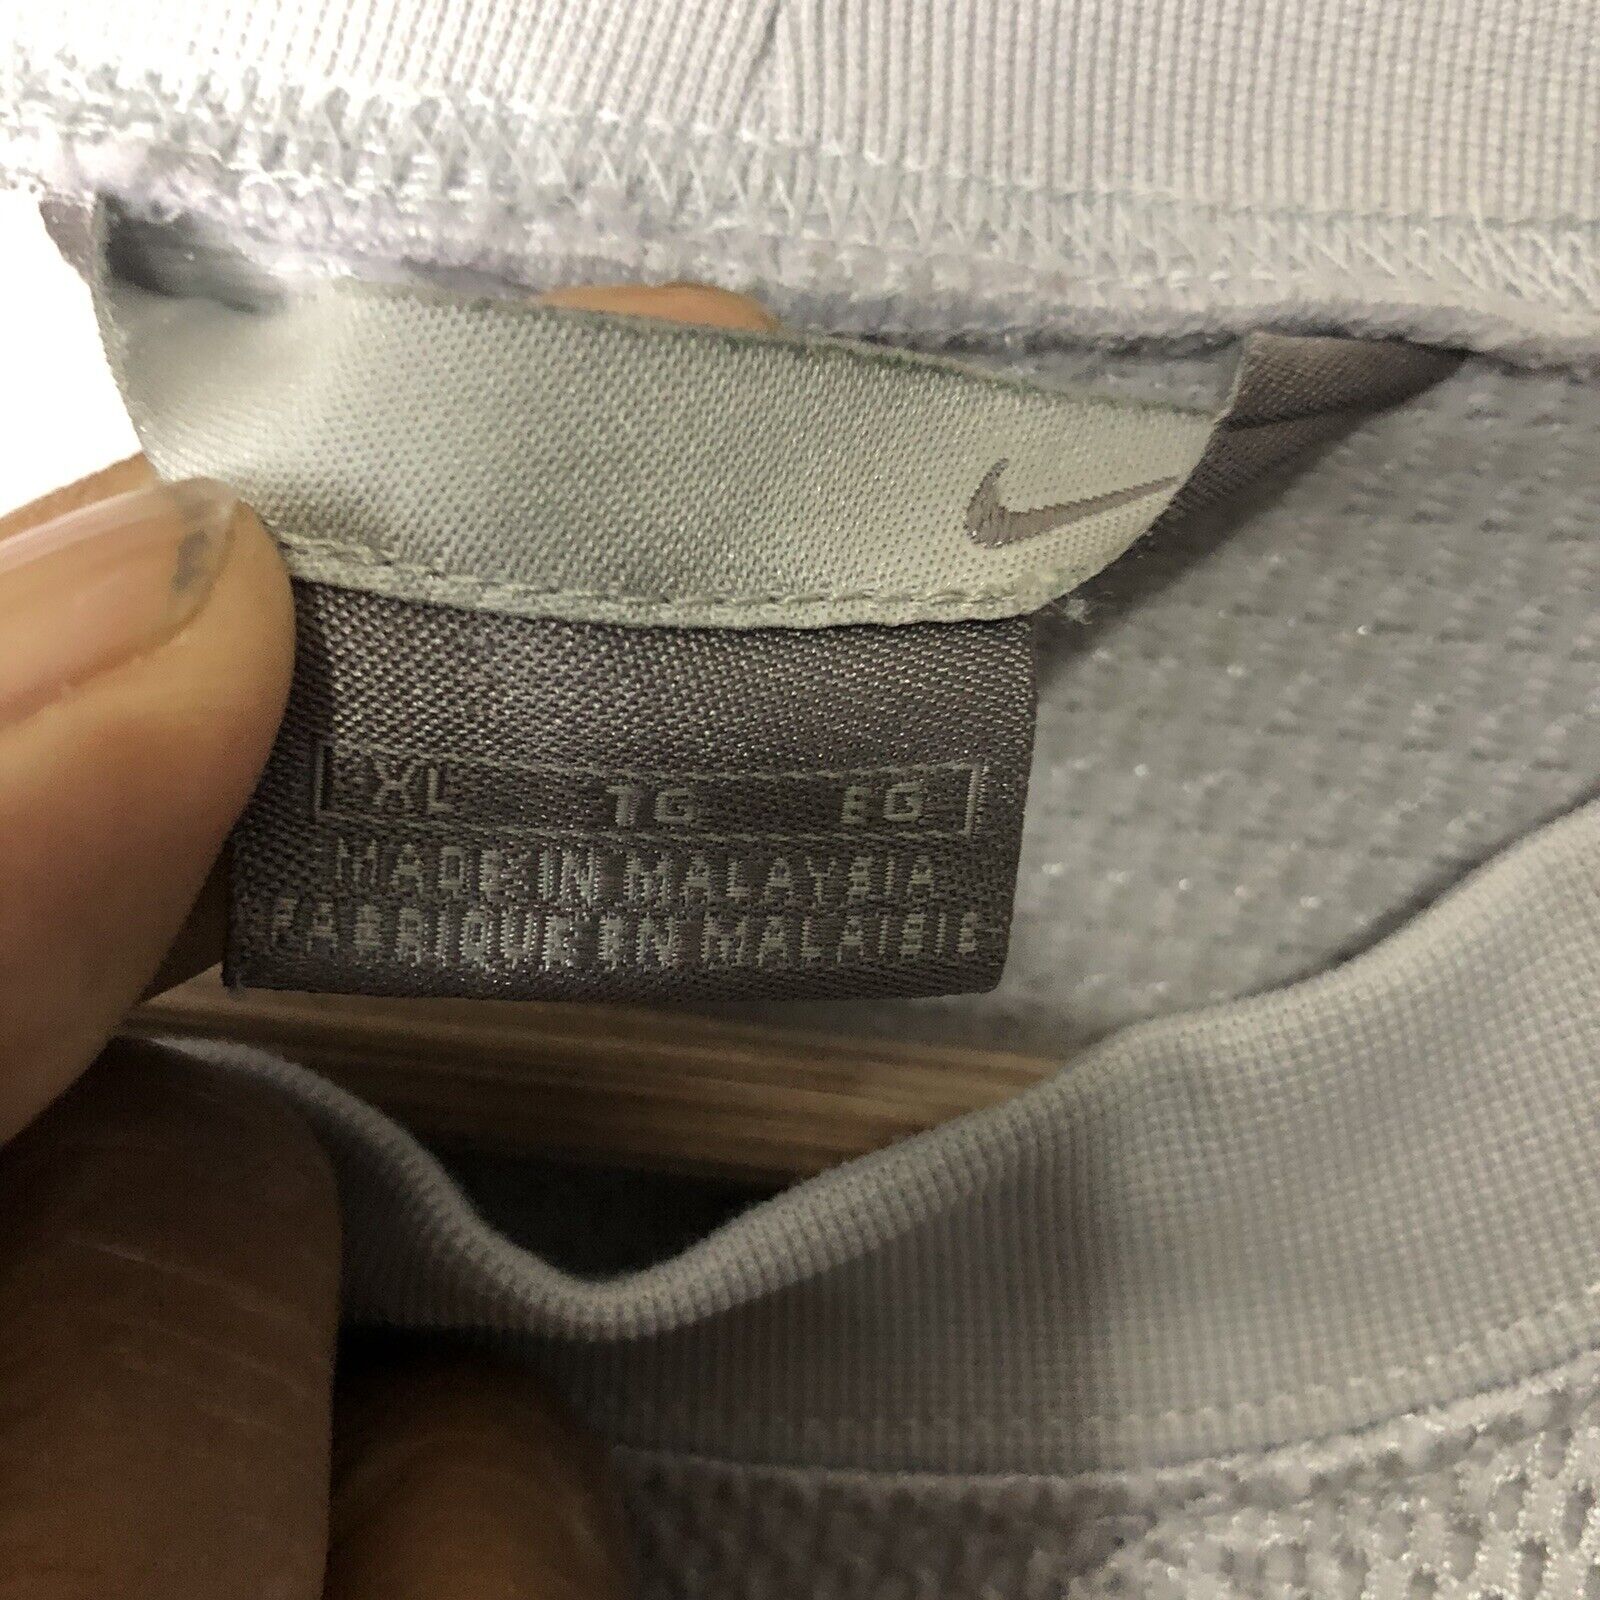 XL TG EG
MADE IN MALAYSIA
FABRIQUE EN MALAISIE